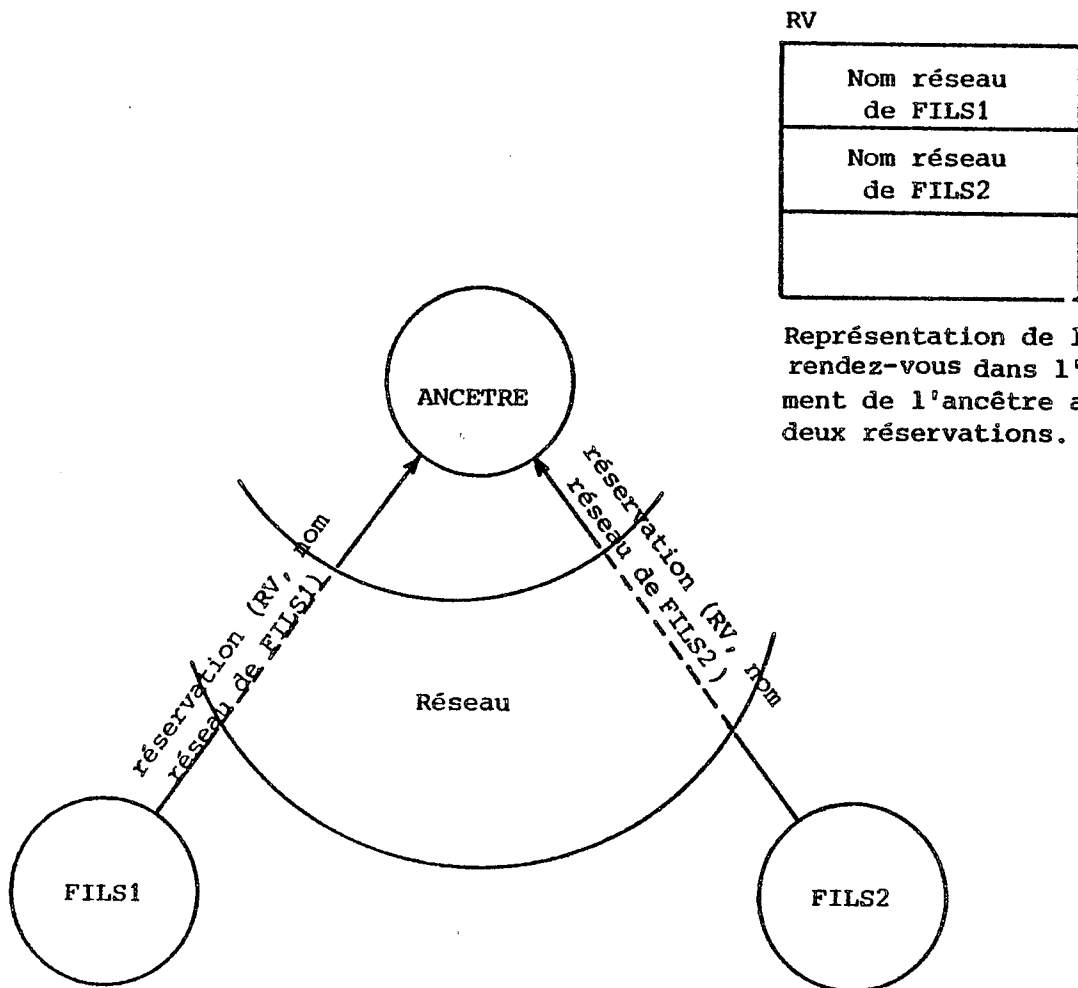 RV
Nom réseau
de FILS1
Nom réseau
de FILS2
Représentation de
rendez-vous dans
ment de l'ancêtre
deux réservations.
ANCETRE
réservation (RV, nom
réseau de FILS1)
réservation (RV, nom
réseau de FILS2)
Réseau
FILS1
FILS2